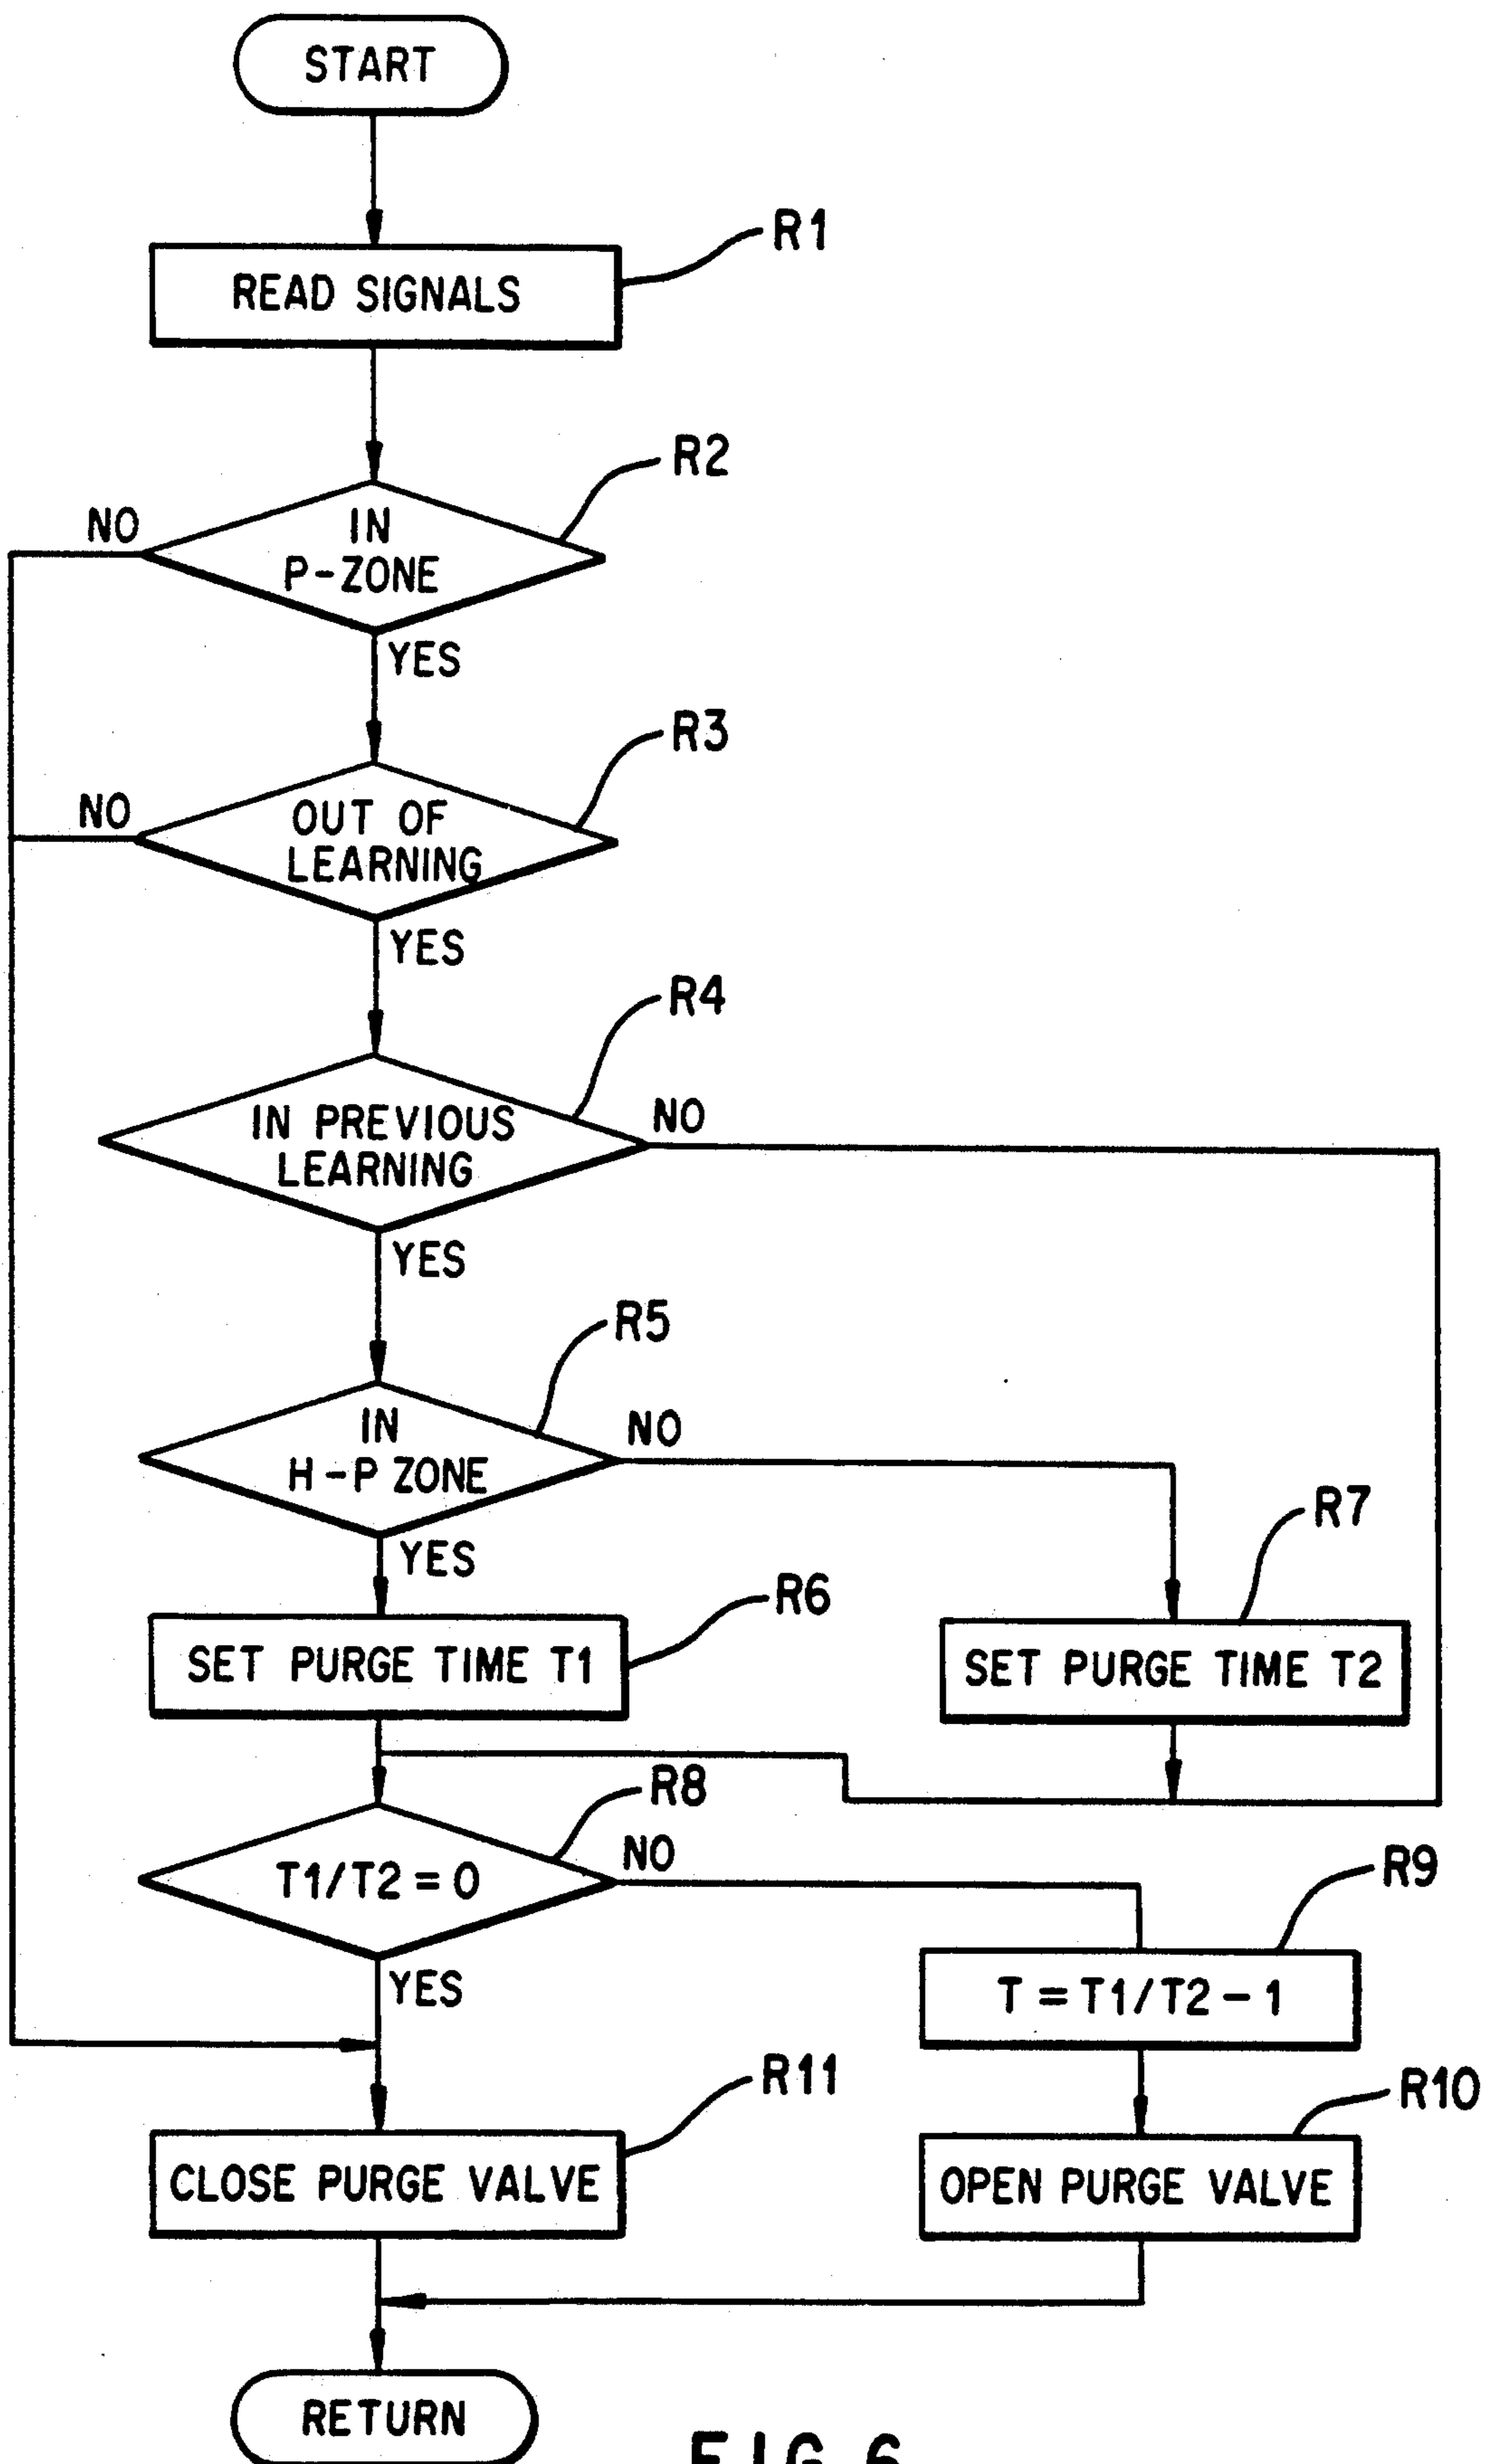 START
R1
READ SIGNALS
R2
NO
IN
P-ZONE
YES
R3
NO
OUT OF
LEARNING
YES
R4
IN PREVIOUS
LEARNING
NO
YES
R5
IN
H-P ZONE
NO
YES
R6
SET PURGE TIME T1
R7
SET PURGE TIME T2
R8
T1/T2=0
NO
YES
R9
T=T1/T2-1
R11
CLOSE PURGE VALVE
R10
OPEN PURGE VALVE
RETURN
FIG. 6